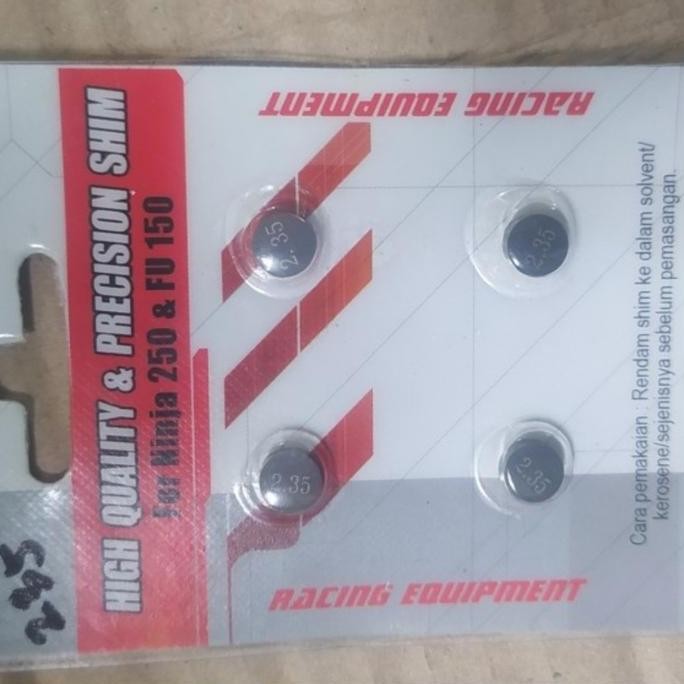 HIGH QUALITY & PRECISION SHIM
For Ninja 250 & FU 150
RACING EQUIPMENT
2.35
2.35
2.35
2.35
RACING EQUIPMENT
Cara pemakaian : Rendam shim ke dalam solvent/
kerosene/sejenisnya sebelum pemasangan.